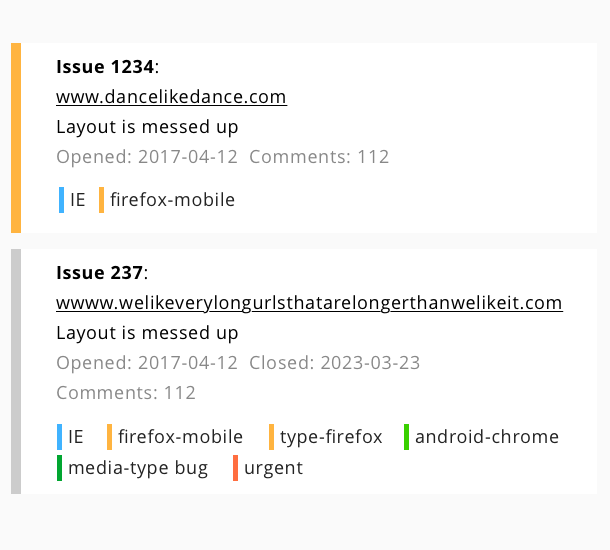 Issue 1234:
www.dancelikedance.com
Layout is messed up
Opened: 2017-04-12 Comments: 112
IE firefox-mobile
Issue 237:
wwww.welikeverylongurlsthatarelongerthanwelikeit.com
Layout is messed up
Opened: 2017-04-12 Closed: 2023-03-23
Comments: 112
IE firefox-mobile type-firefox android-chrome
media-type bug urgent